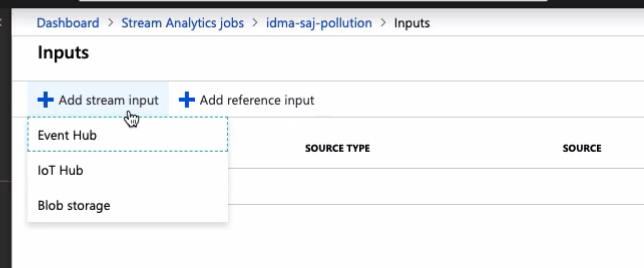 Dashboard > Stream Analytics jobs > idma-saj-pollution > Inputs
Inputs
Add stream input Add reference input
Event Hub
SOURCE TYPE SOURCE
IoT Hub
Blob storage